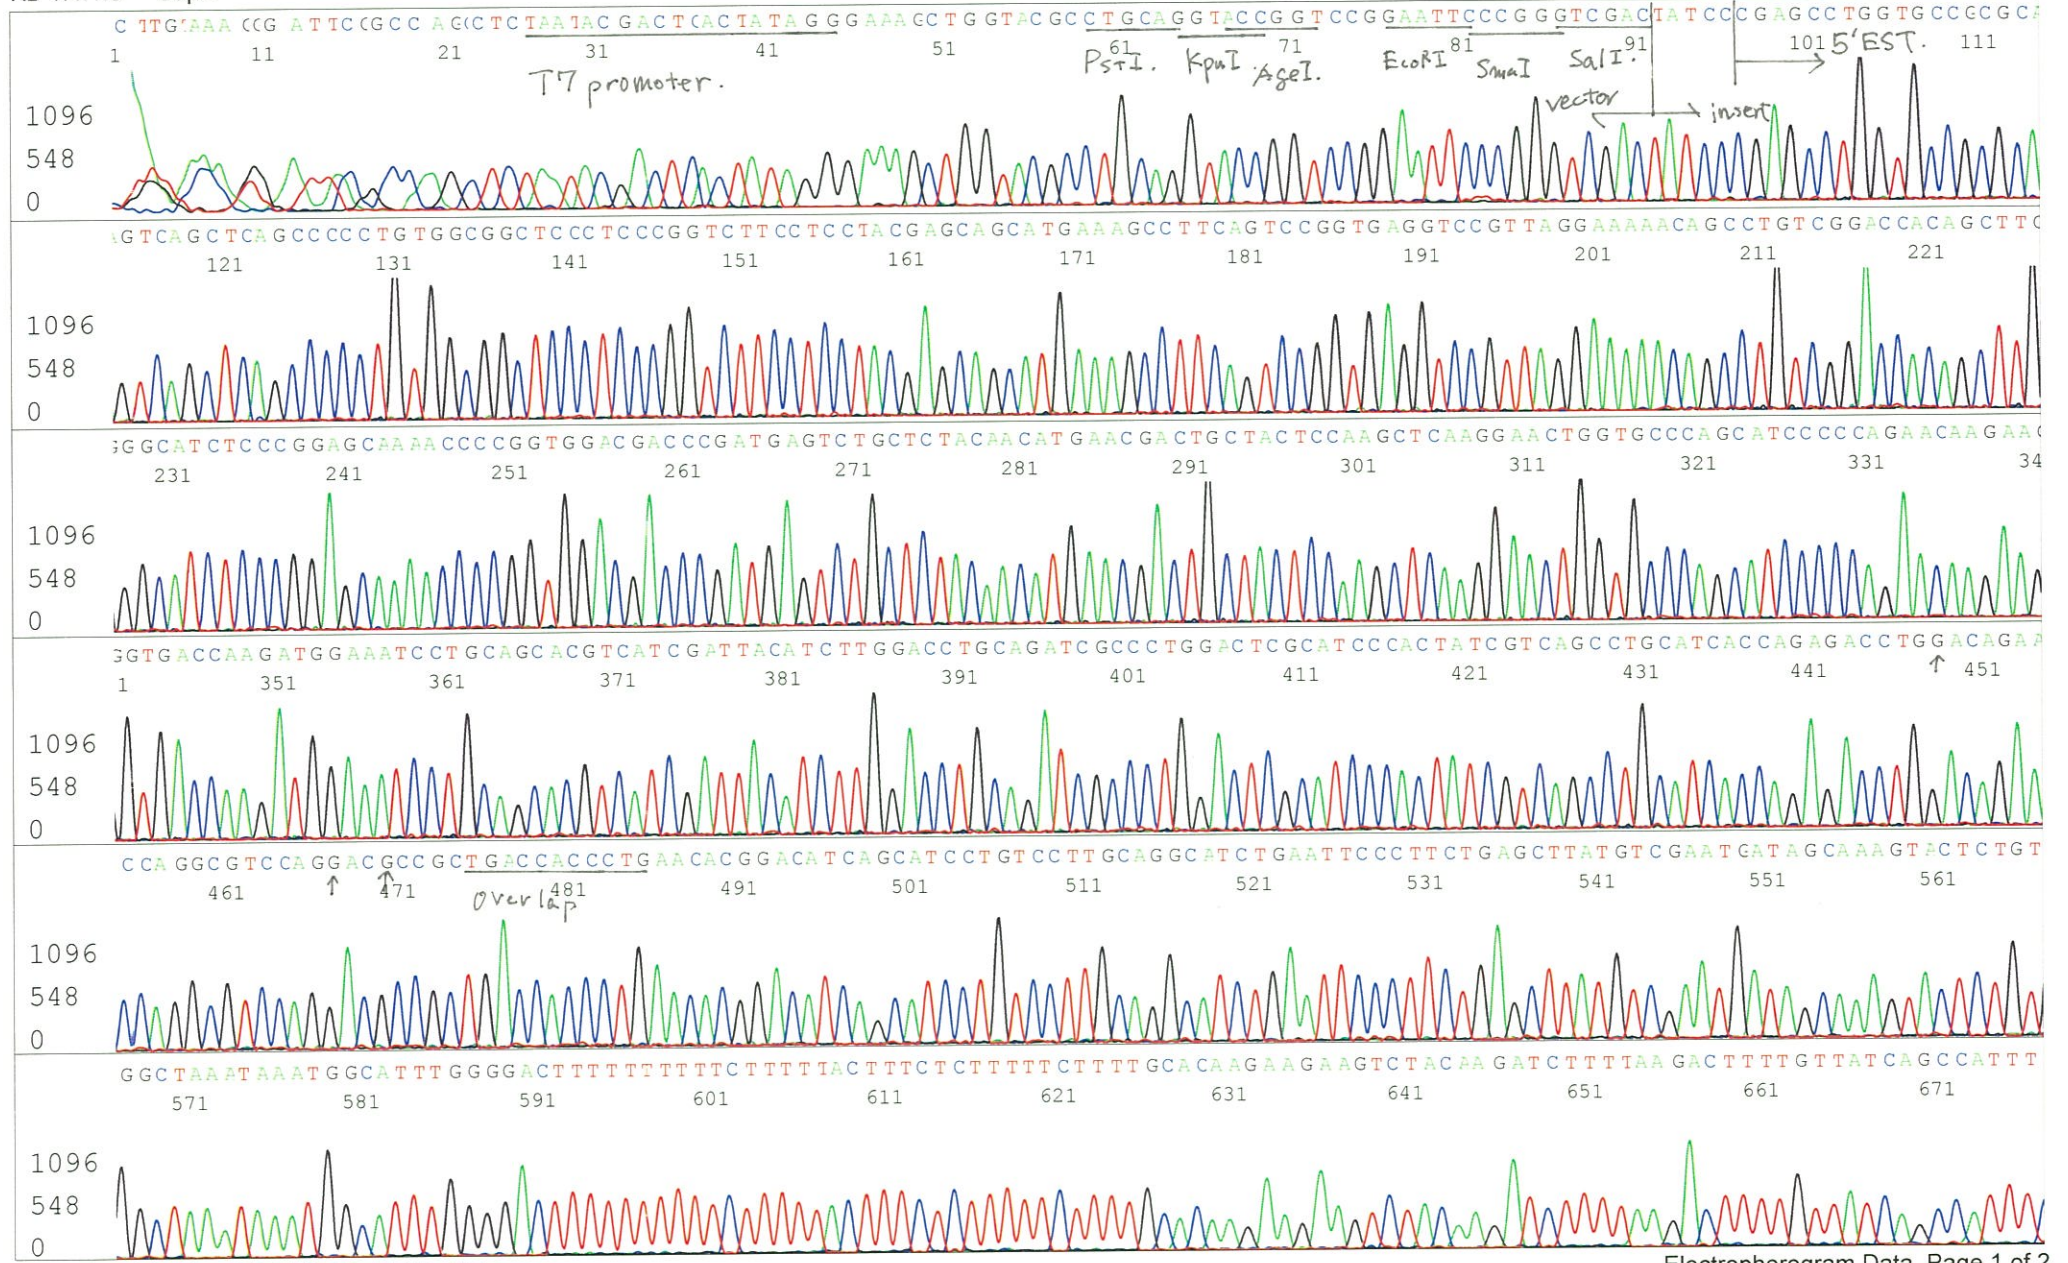 C TTG AAA CCG ATTCCGCC AGCCTCTAATACGACTCACTATAGGGAAAGCTGGTACGCCTGCAGGTACCGGTCCGGAATTCCCGGGTCGACTATCCCGAGCCTGGTGCCGCGCA
1 11 21 31 41 51 61 71 81 91 101 5'EST. 111
T7 promoter. PstI. KpnI. AgeI. EcoRI SmaI SalI.
vector insert
1096
548
0
AGTCAGCTCAGCCCCCTGTGGCGGCTCCCTCCCGGTCTTCCTCCTACGAGCAGCATGAAAGCCTTCAGTCCGGTGAGGTCCGTTAGGAAAAACAGCCTGTCGGACCACAGCTTG
121 131 141 151 161 171 181 191 201 211 221
1096
548
0
GGGCATCTCCCGGAGCAAAACCCCGGTGGACGACCCGATGAGTCTGCTCTACAACATGAACGACTGCTACTCCAAGCTCAAGGAACTGGTGCCCAGCATCCCCCAGAACAAGAAG
231 241 251 261 271 281 291 301 311 321 331 34
1096
548
0
GGTGACCAAGATGGAAATCCTGCAGCACGTCATCGATTACATCTTGGACCTGCAGATCGCCCTGGACTCGCATCCCACTATCGTCAGCCTGCATCACCAGAGACCTGGACAGAA
1 351 361 371 381 391 401 411 421 431 441 ↑ 451
1096
548
0
CCAGGCGTCCAGGACGCCGCTGACCACCCTGAACACGGACATCAGCATCCTGTCCTTGCAGGCATCTGAATTCCCTTCTGAGCTTATGTCGAATGATAGCAAAGTACTCTGT
461 ↑ ↑ 471 481 491 501 511 521 531 541 551 561
overlap
1096
548
0
GGCTAAATAAATGGCATTTGGGGACTTTTTTTTTTCTTTTTACTTTCTCTTTTTCTTTTGCACAAGAAGAAGTCTACAAGATCTTTTAAGACTTTTGTTATCAGCCATTT
571 581 591 601 611 621 631 641 651 661 671
1096
548
0
Electropherogram Data Page 1 of 2